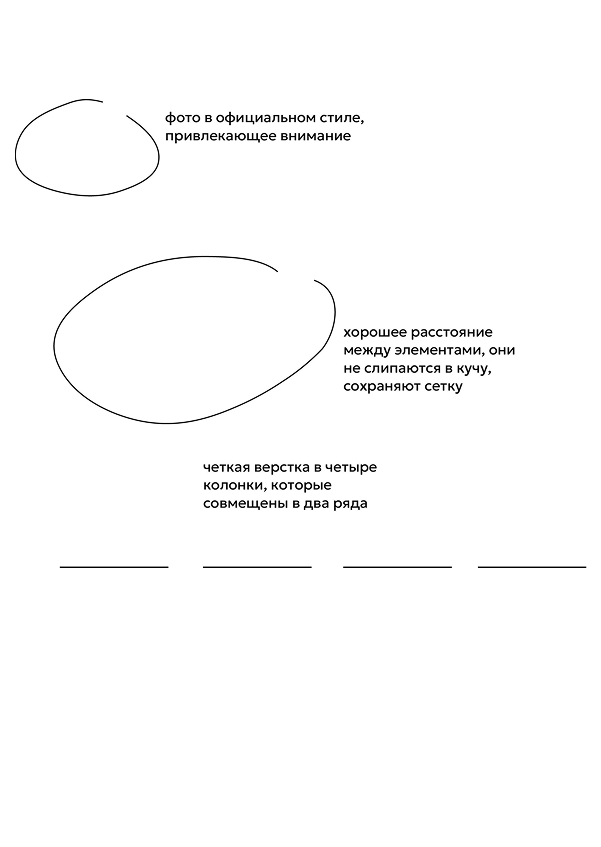 фото в официальном стиле,
привлекающее внимание
хорошее расстояние
между элементами, они
не слипаются в кучу,
сохраняют сетку
четкая верстка в четыре
колонки, которые
совмещены в два ряда